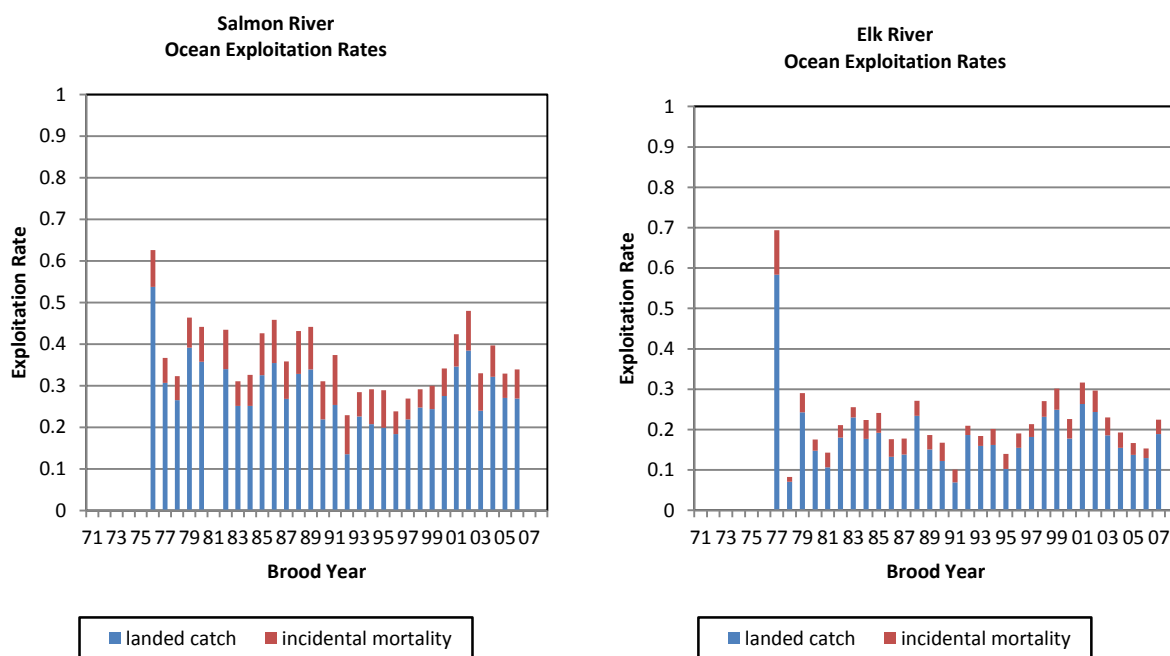 Salmon River
Ocean Exploitation Rates
1
0.9
0.8
0.7
0.6
0.5
0.4
0.3
0.2
0.1
0
Exploitation Rate
71 73 75 77 79 81 83 85 87 89 91 93 95 97 99 01 03 05 07
Brood Year
landed catch incidental mortality
Elk River
Ocean Exploitation Rates
1
0.9
0.8
0.7
0.6
0.5
0.4
0.3
0.2
0.1
0
Exploitation Rate
71 73 75 77 79 81 83 85 87 89 91 93 95 97 99 01 03 05 07
Brood Year
landed catch incidental mortality